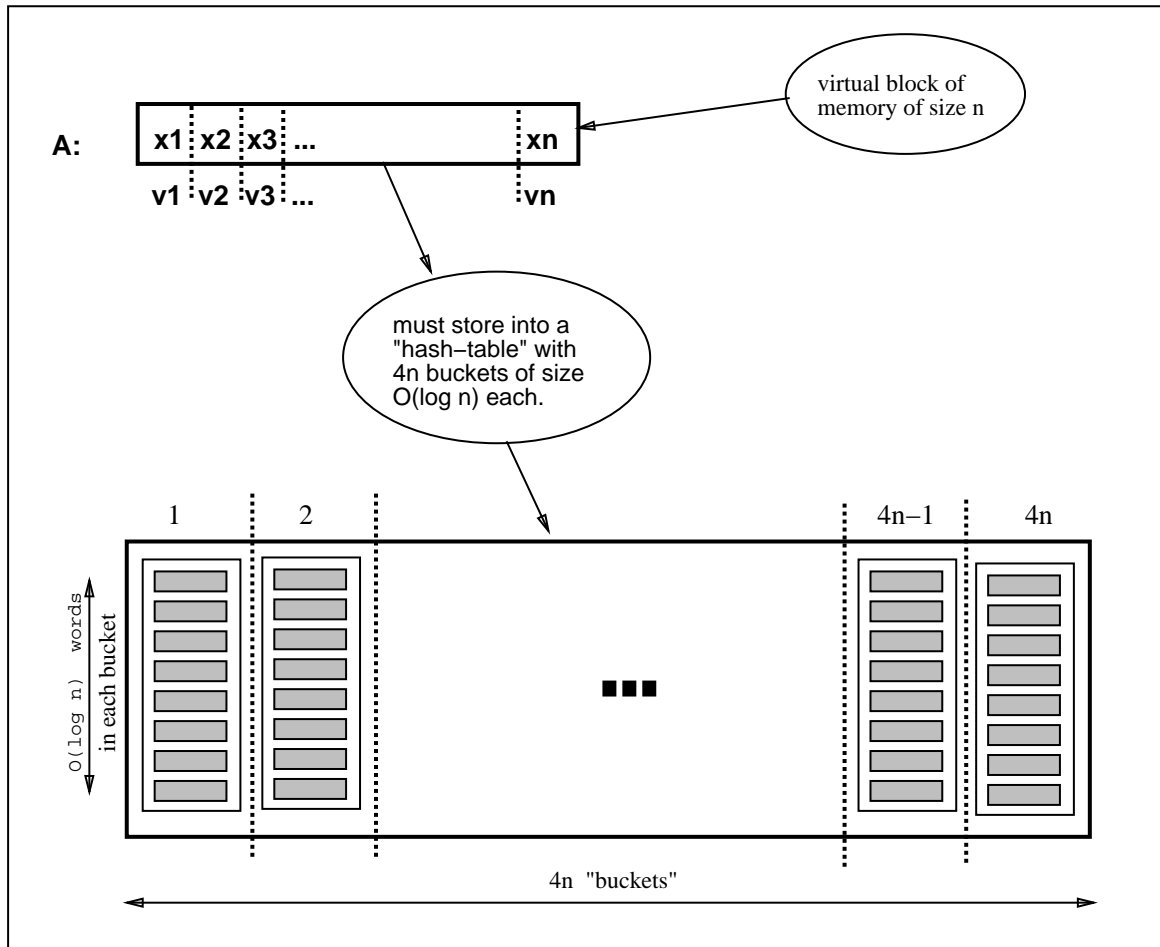 virtual block of
memory of size n
A:
x1 x2 x3 ... xn
v1 v2 v3 ... vn
must store into a
"hash−table" with
4n buckets of size
O(log n) each.
1 2 4n−1 4n
O(log n) words
in each bucket
4n "buckets"